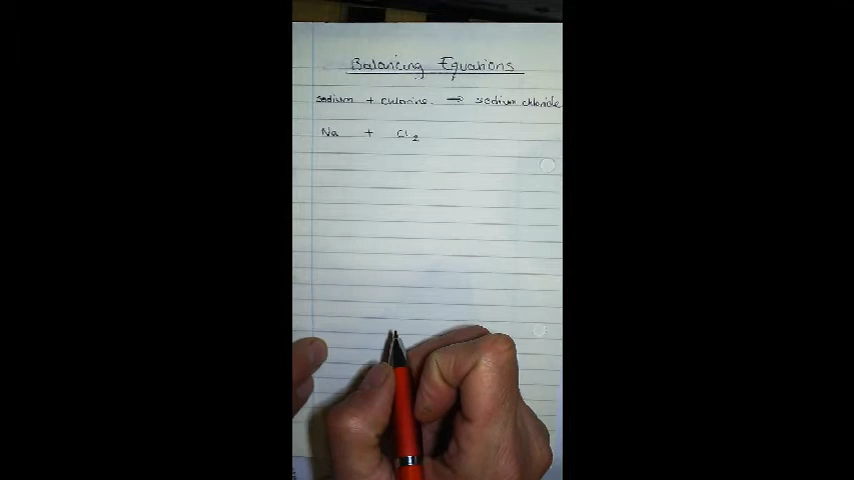 Balancing Equations
sodium + chlorine → sodium chloride
Na + Cl2